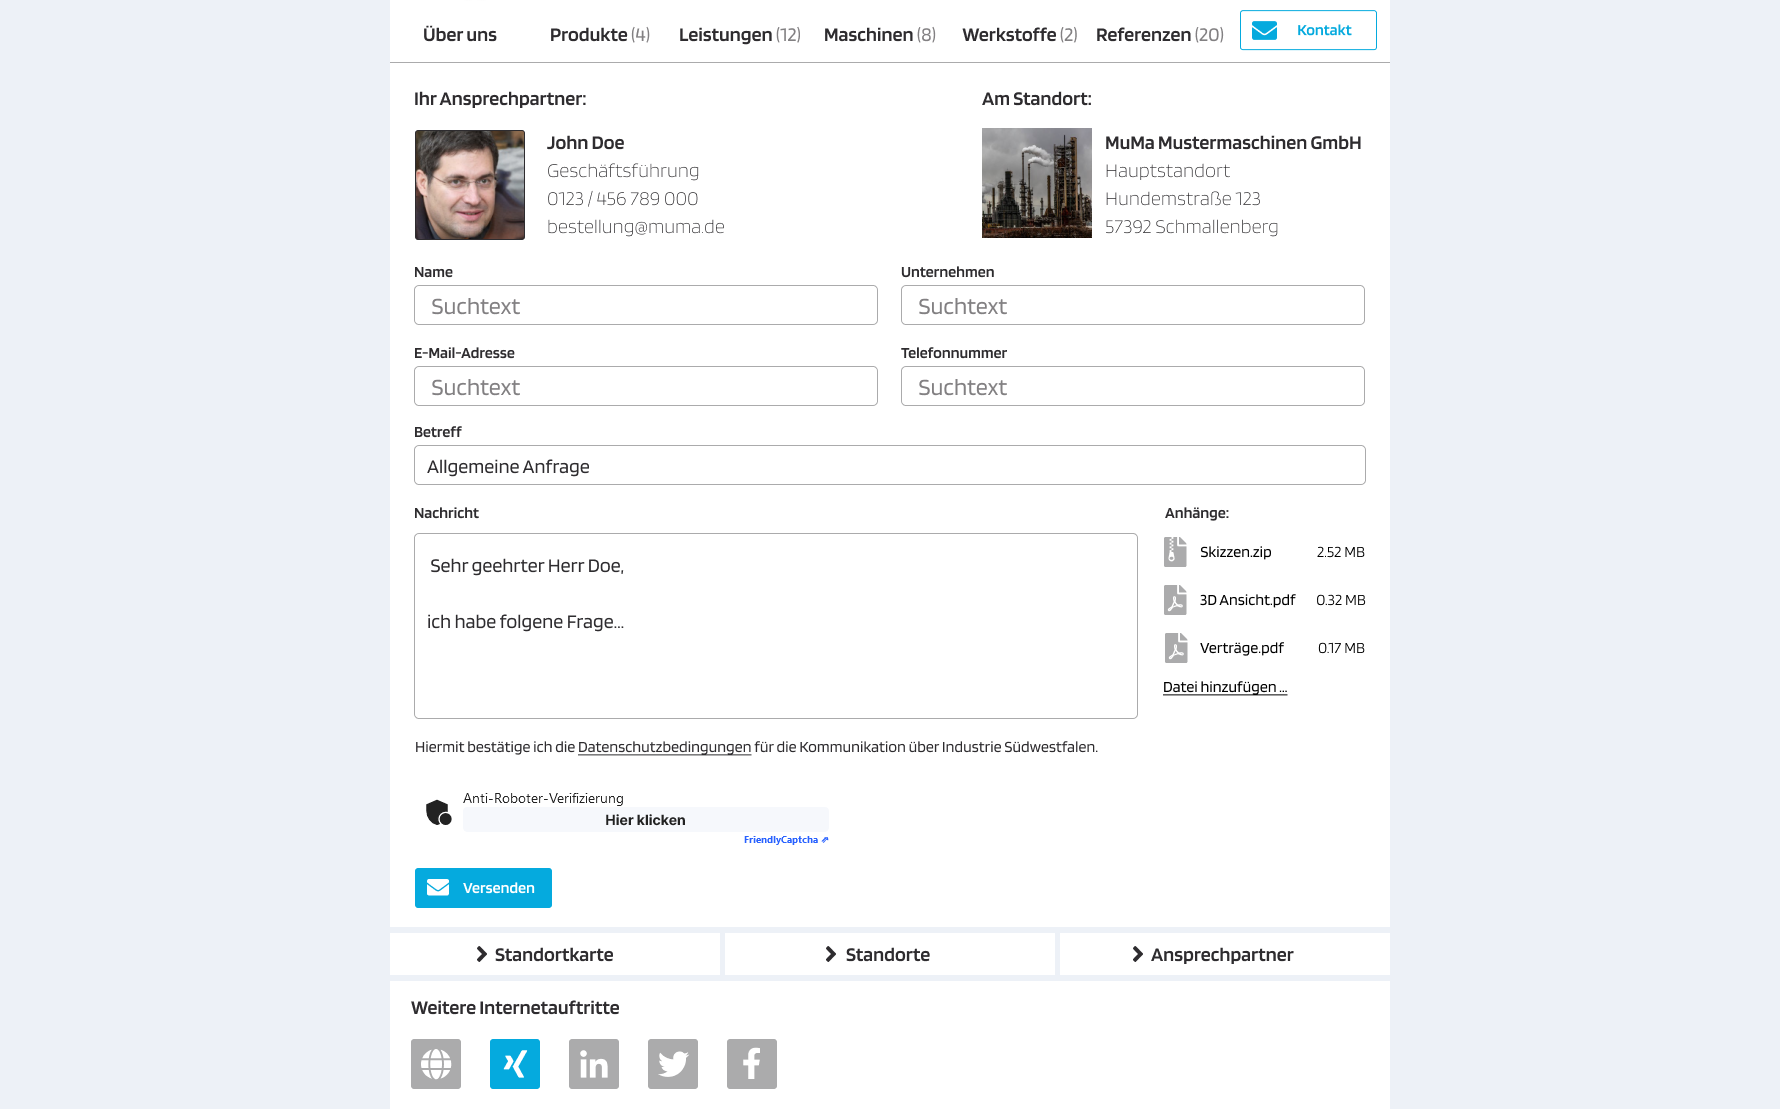 Über uns Produkte (4) Leistungen (12) Maschinen (8) Werkstoffe (2) Referenzen (20) Kontakt
Ihr Ansprechpartner:
John Doe
Geschäftsführung
0123 / 456 789 000
bestellung@muma.de
Am Standort:
MuMa Mustermaschinen GmbH
Hauptstandort
Hundemstraße 123
57392 Schmallenberg
Name
Suchtext
Unternehmen
Suchtext
E-Mail-Adresse
Suchtext
Telefonnummer
Suchtext
Betreff
Allgemeine Anfrage
Nachricht
Sehr geehrter Herr Doe,
ich habe folgene Frage...
Anhänge:
Skizzen.zip 2.52 MB
3D Ansicht.pdf 0.32 MB
Verträge.pdf 0.17 MB
Datei hinzufügen ...
Hiermit bestätige ich die Datenschutzbedingungen für die Kommunikation über Industrie Südwestfalen.
Anti-Roboter-Verifizierung
Hier klicken
FriendlyCaptcha ⇗
Versenden
Standortkarte Standorte Ansprechpartner
Weitere Internetauftritte